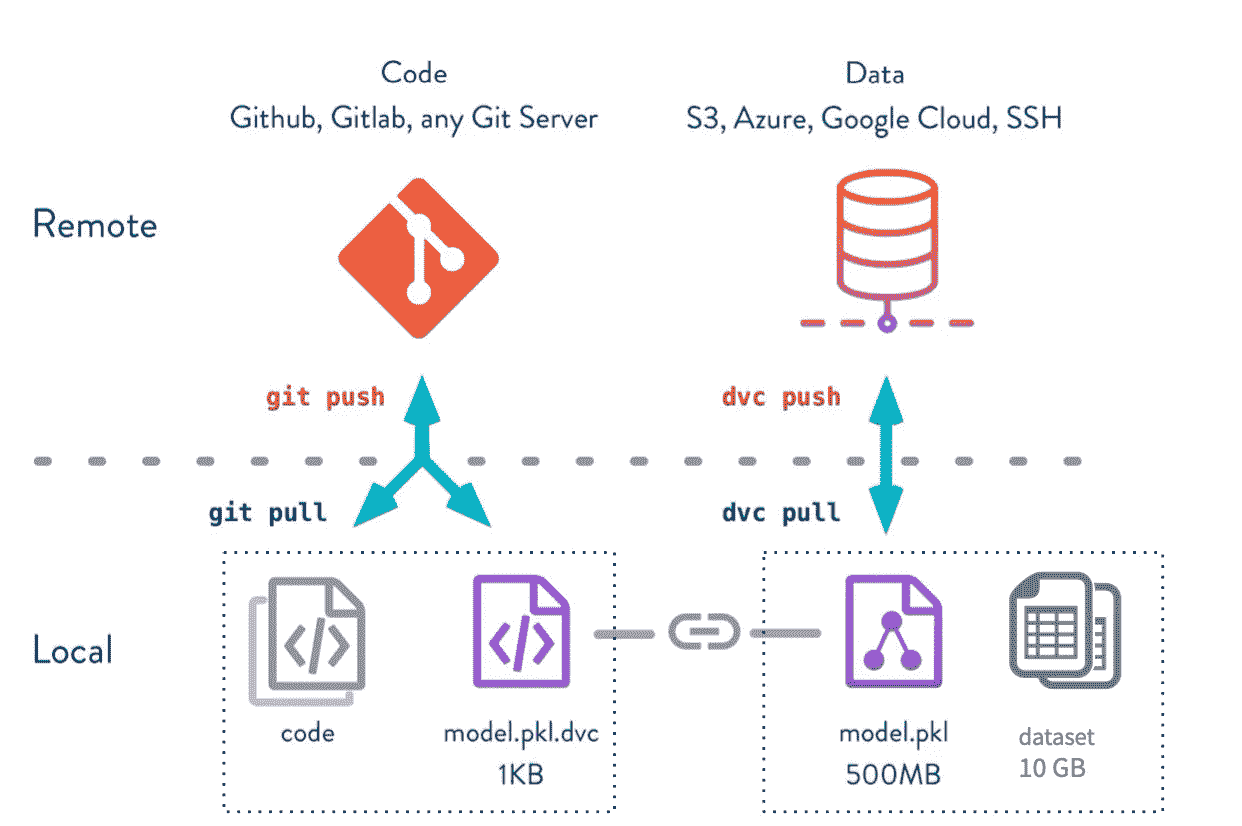 Code
Github, Gitlab, any Git Server
Data
S3, Azure, Google Cloud, SSH
Remote
git push
dvc push
git pull
dvc pull
Local
code
model.pkl.dvc
1KB
model.pkl
500MB
dataset
10 GB